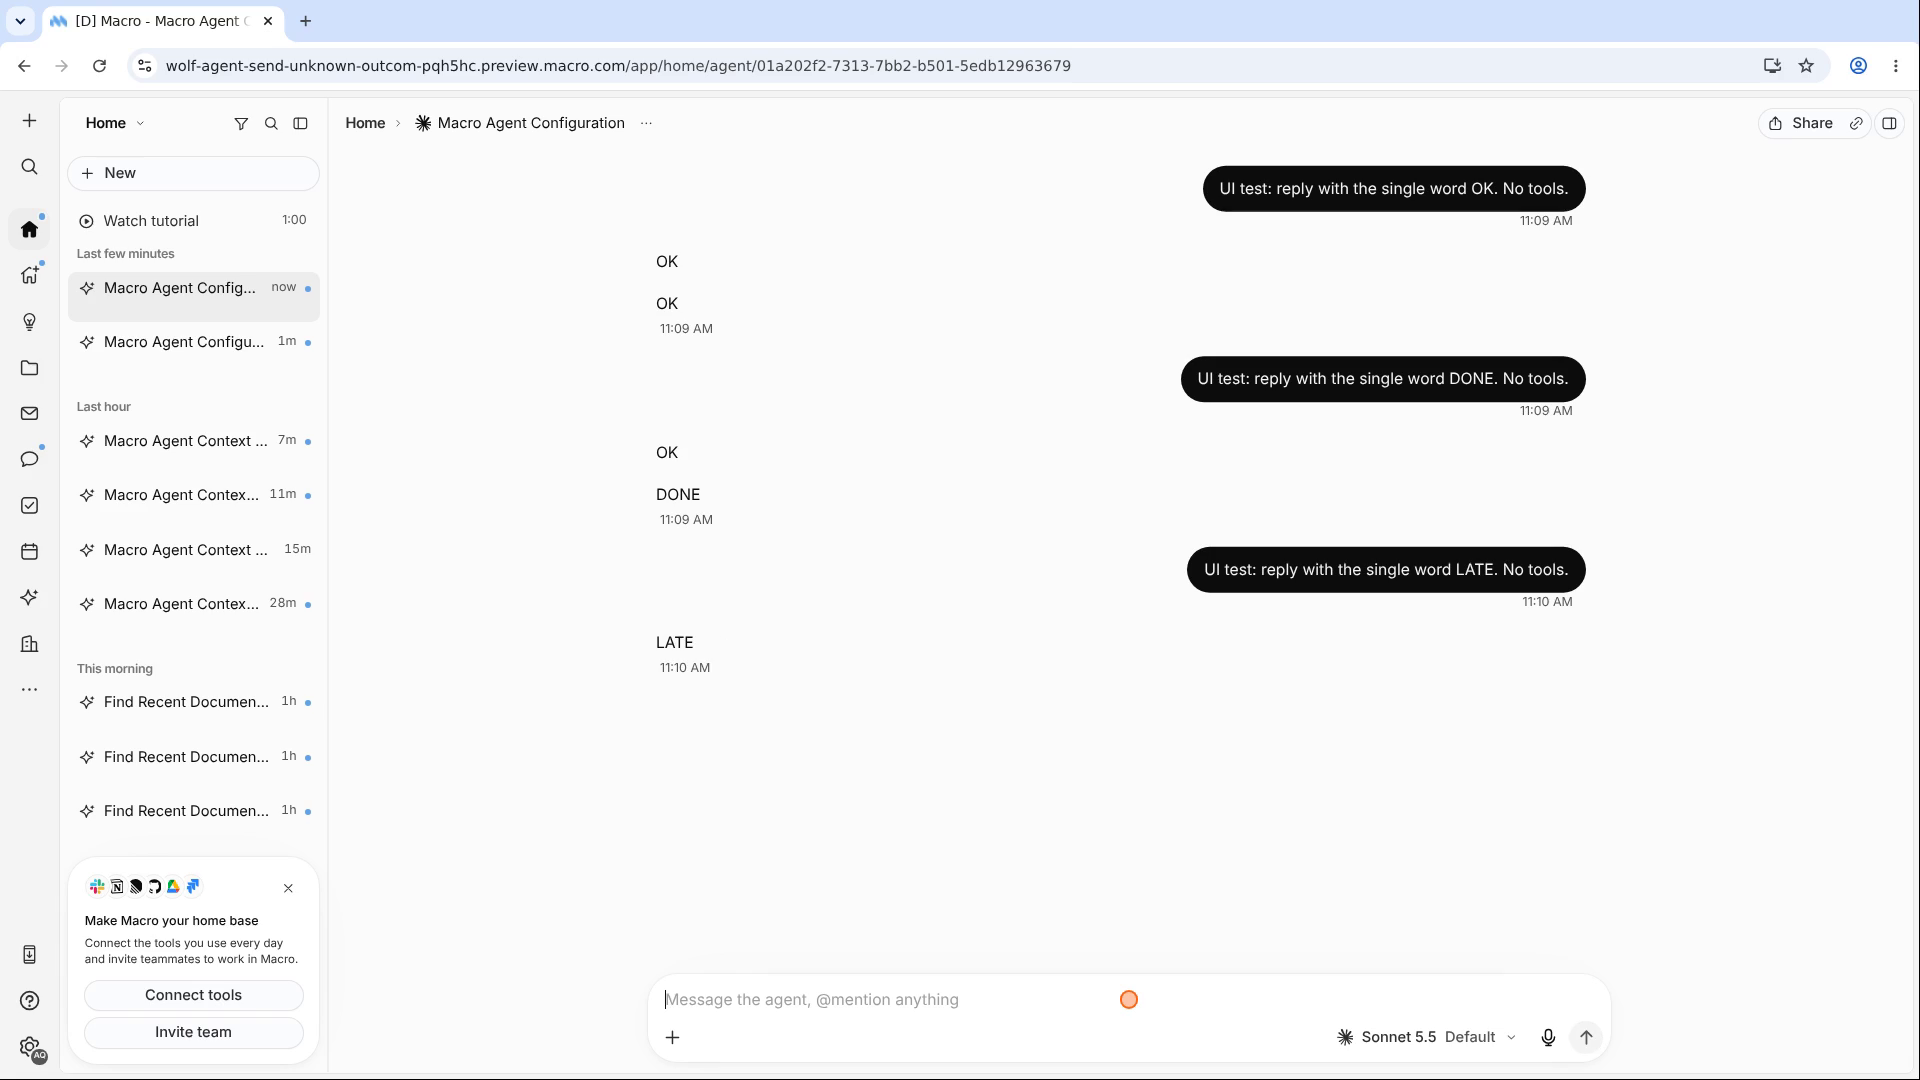 [D] Macro - Macro Agent C
wolf-agent-send-unknown-outcom-pqh5hc.preview.macro.com/app/home/agent/01a202f2-7313-7bb2-b501-5edb12963679
Home
New
Watch tutorial 1:00
Last few minutes
Macro Agent Config... now
Macro Agent Configu... 1m
Last hour
Macro Agent Context ... 7m
Macro Agent Contex... 11m
Macro Agent Context ... 15m
Macro Agent Contex... 28m
This morning
Find Recent Documen... 1h
Find Recent Documen... 1h
Find Recent Documen... 1h
Make Macro your home base
Connect the tools you use every day
and invite teammates to work in Macro.
Connect tools
Invite team
AQ
Home Macro Agent Configuration ...
Share
UI test: reply with the single word OK. No tools.
11:09 AM
OK
OK
11:09 AM
UI test: reply with the single word DONE. No tools.
11:09 AM
OK
DONE
11:09 AM
UI test: reply with the single word LATE. No tools.
11:10 AM
LATE
11:10 AM
Message the agent, @mention anything
Sonnet 5.5 Default